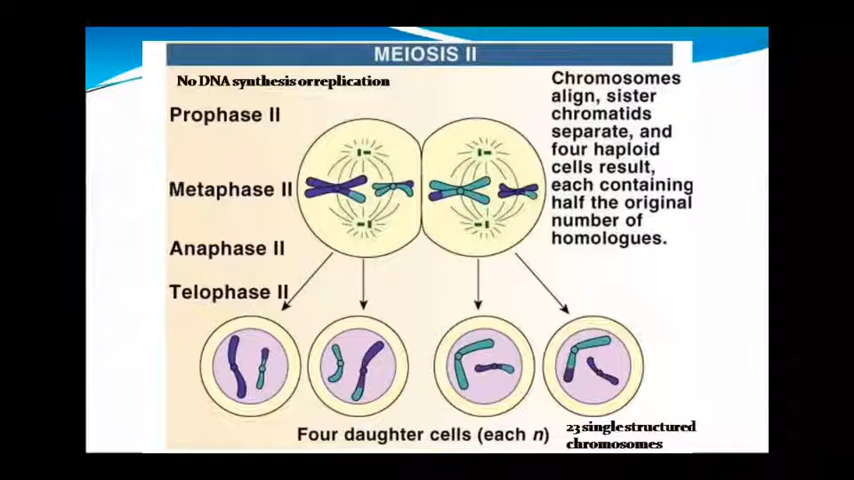 MEIOSIS II
No DNA synthesis or replication
Chromosomes
align, sister
chromatids
separate, and
four haploid
cells result,
each containing
half the original
number of
homologues.
Prophase II
Metaphase II
Anaphase II
Telophase II
Four daughter cells (each n)
23 single structured
chromosomes